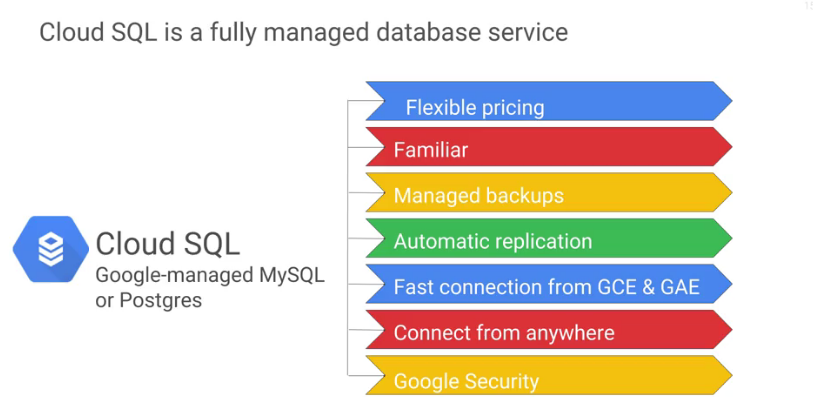 Cloud SQL is a fully managed database service
Flexible pricing
Familiar
Managed backups
Automatic replication
Fast connection from GCE & GAE
Connect from anywhere
Google Security
Cloud SQL
Google-managed MySQL
or Postgres